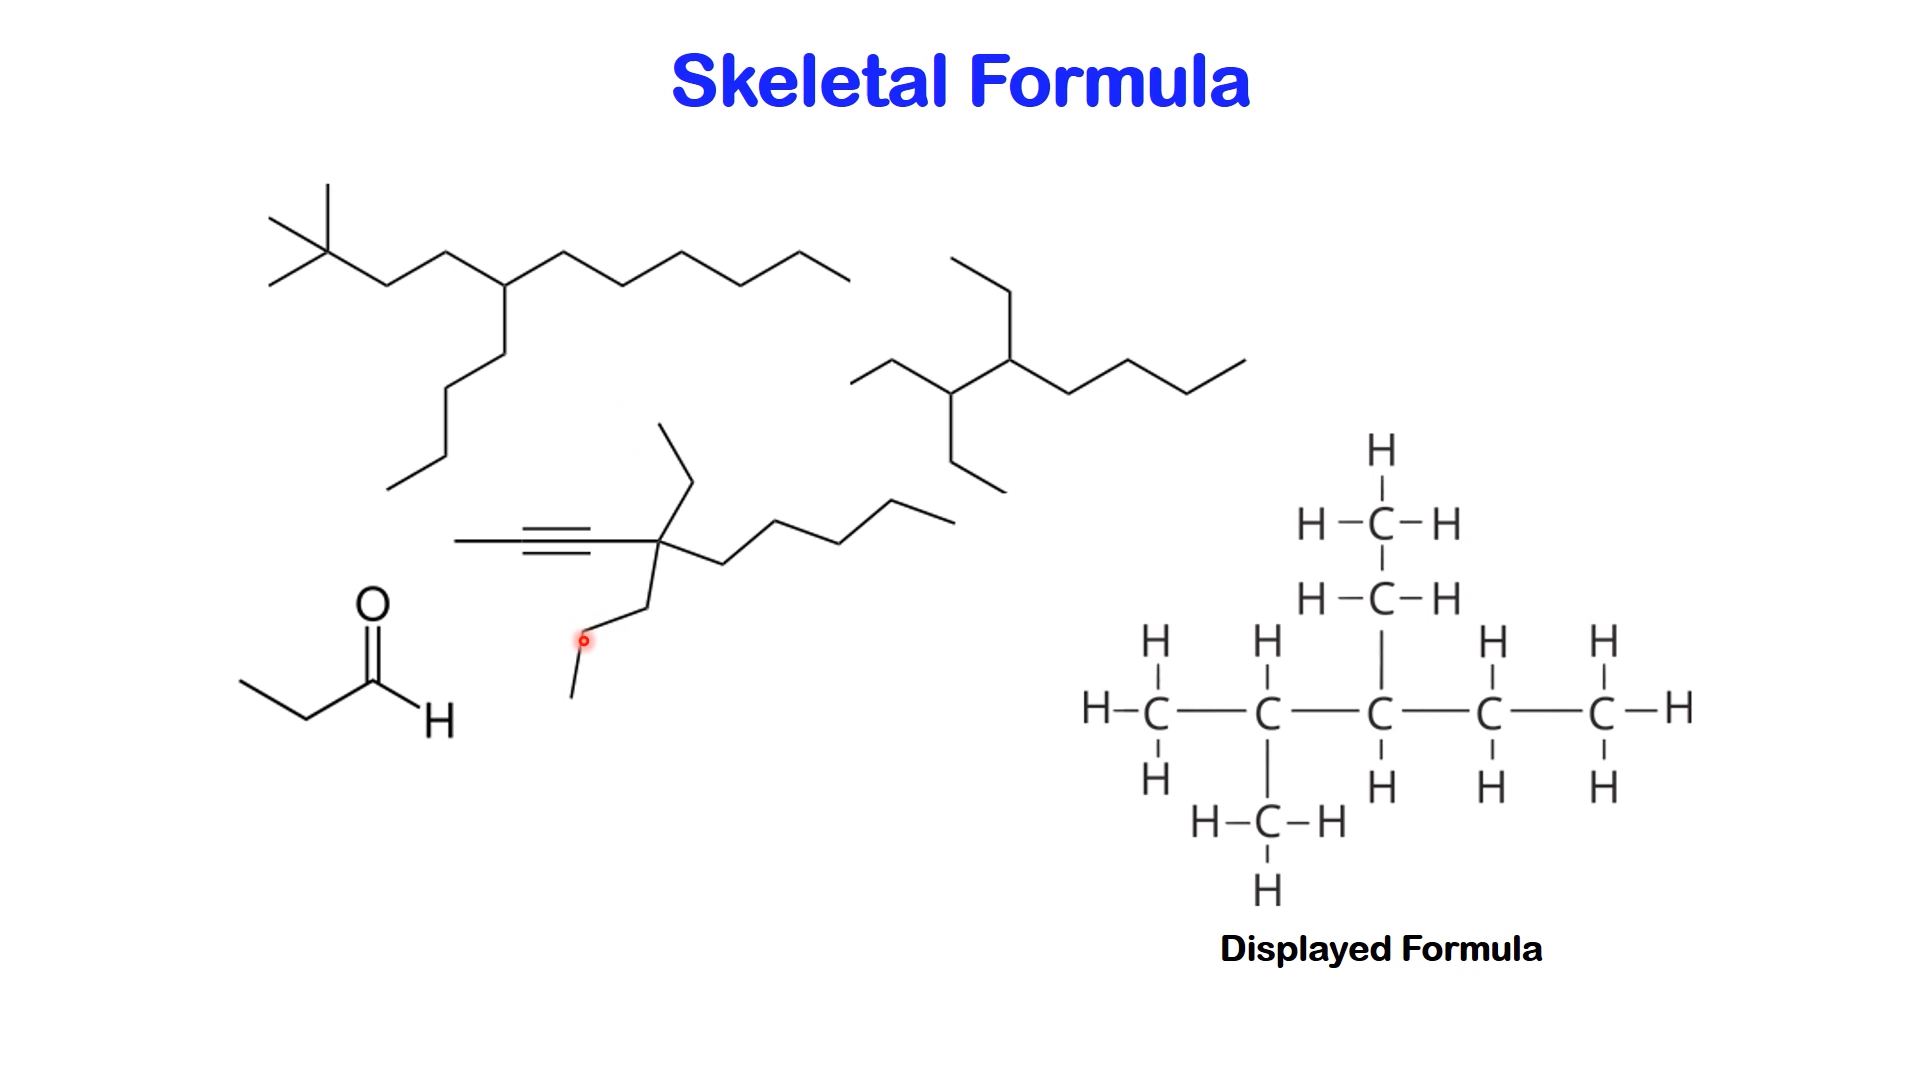 Skeletal Formula
H
H-C-H
H-C-H
H H H H
H-C-C-C-C-C-H
H H H H
H-C-H
H
O
H
Displayed Formula